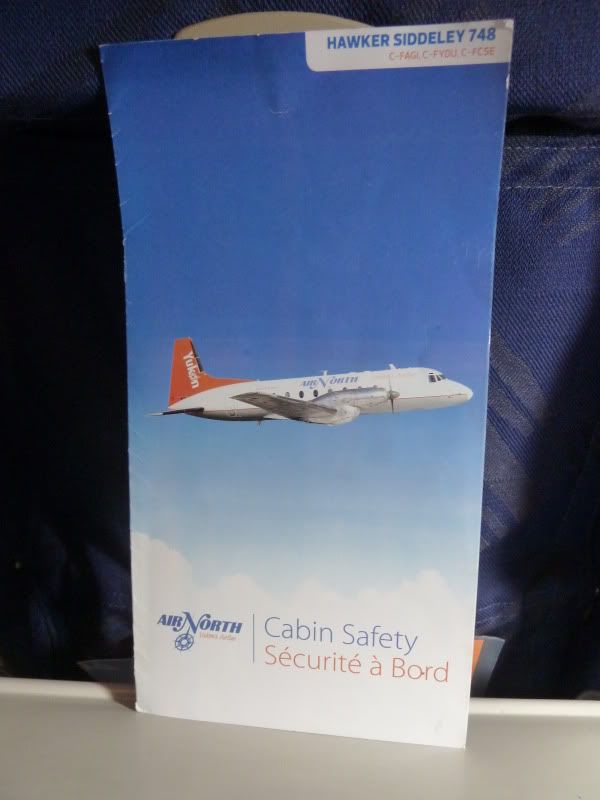 HAWKER SIDDELEY 748
C-FAGI, C-FYDU, C-FCSE
Yukon
AIR NORTH
AIR NORTH
Yukon's Airline
Cabin Safety
Sécurité à Bord